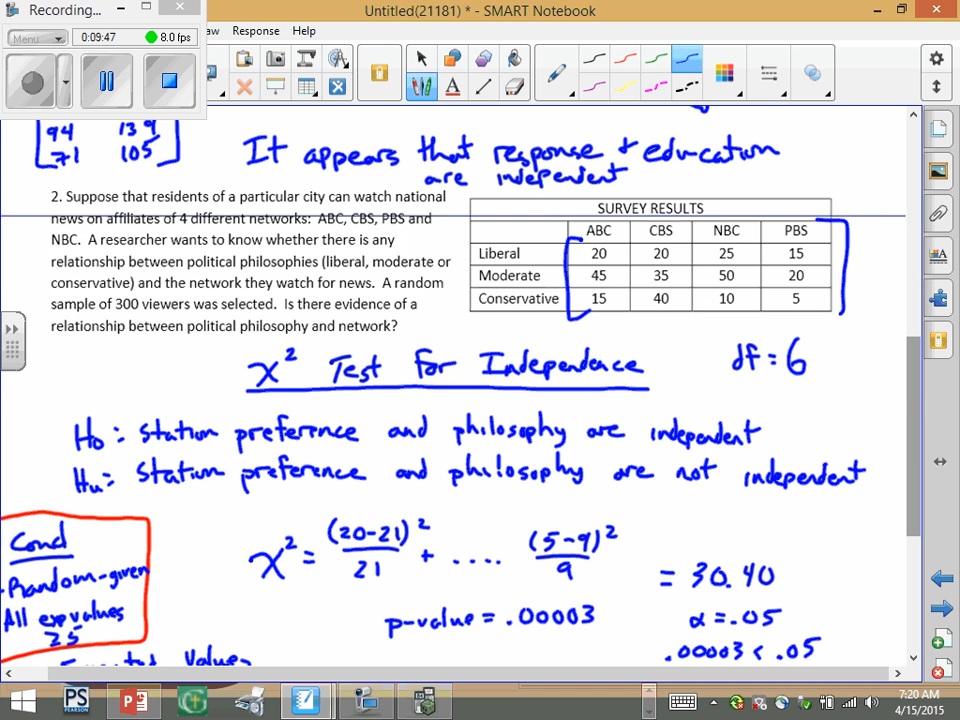 Recording...
Untitled(21181) * - SMART Notebook
Menu
0:09:47
8.0 fps
aw Response Help
94 139
71 105
It appears that response + education
are independent
2. Suppose that residents of a particular city can watch national
news on affiliates of 4 different networks: ABC, CBS, PBS and
NBC. A researcher wants to know whether there is any
relationship between political philosophies (liberal, moderate or
conservative) and the network they watch for news. A random
sample of 300 viewers was selected. Is there evidence of a
relationship between political philosophy and network?
SURVEY RESULTS
ABC CBS NBC PBS
Liberal 20 20 25 15
Moderate 45 35 50 20
Conservative 15 40 10 5
χ² Test for Independence
df = 6
Ho: Station preference and philosophy are independent
Ha: Station preference and philosophy are not independent
Cond
-Random-given
All exp values
≥5
χ² = (20-21)²/21 + .... (5-9)²/9
= 30.40
p-value = .00003
α = .05
.00003 < .05
Expected Values
PS
PEARSON
7:20 AM
4/15/2015